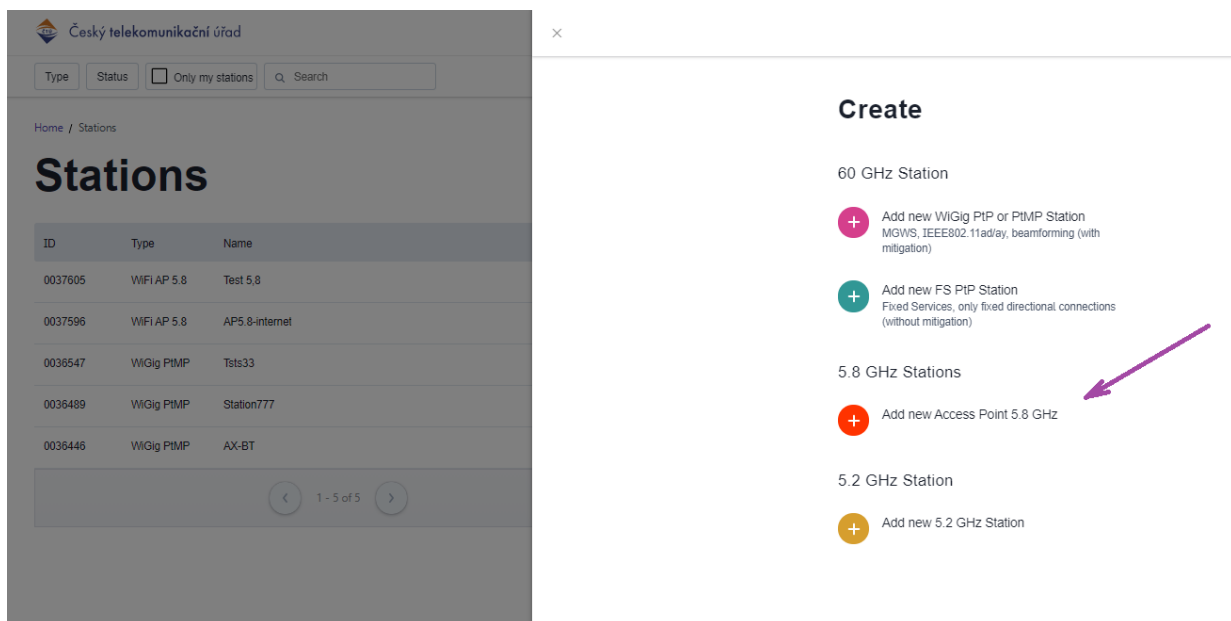 Český telekomunikační úřad
Type Status Only my stations Search
Home / Stations
Stations
ID Type Name
0037605 WiFi AP 5.8 Test 5,8
0037596 WiFi AP 5.8 AP5.8-internet
0036547 WiGig PtMP Tsts33
0036489 WiGig PtMP Station777
0036446 WiGig PtMP AX-BT
1 - 5 of 5
Create
60 GHz Station
Add new WiGig PtP or PtMP Station
MGWS, IEEE802.11ad/ay, beamforming (with
mitigation)
Add new FS PtP Station
Fixed Services, only fixed directional connections
(without mitigation)
5.8 GHz Stations
Add new Access Point 5.8 GHz
5.2 GHz Station
Add new 5.2 GHz Station